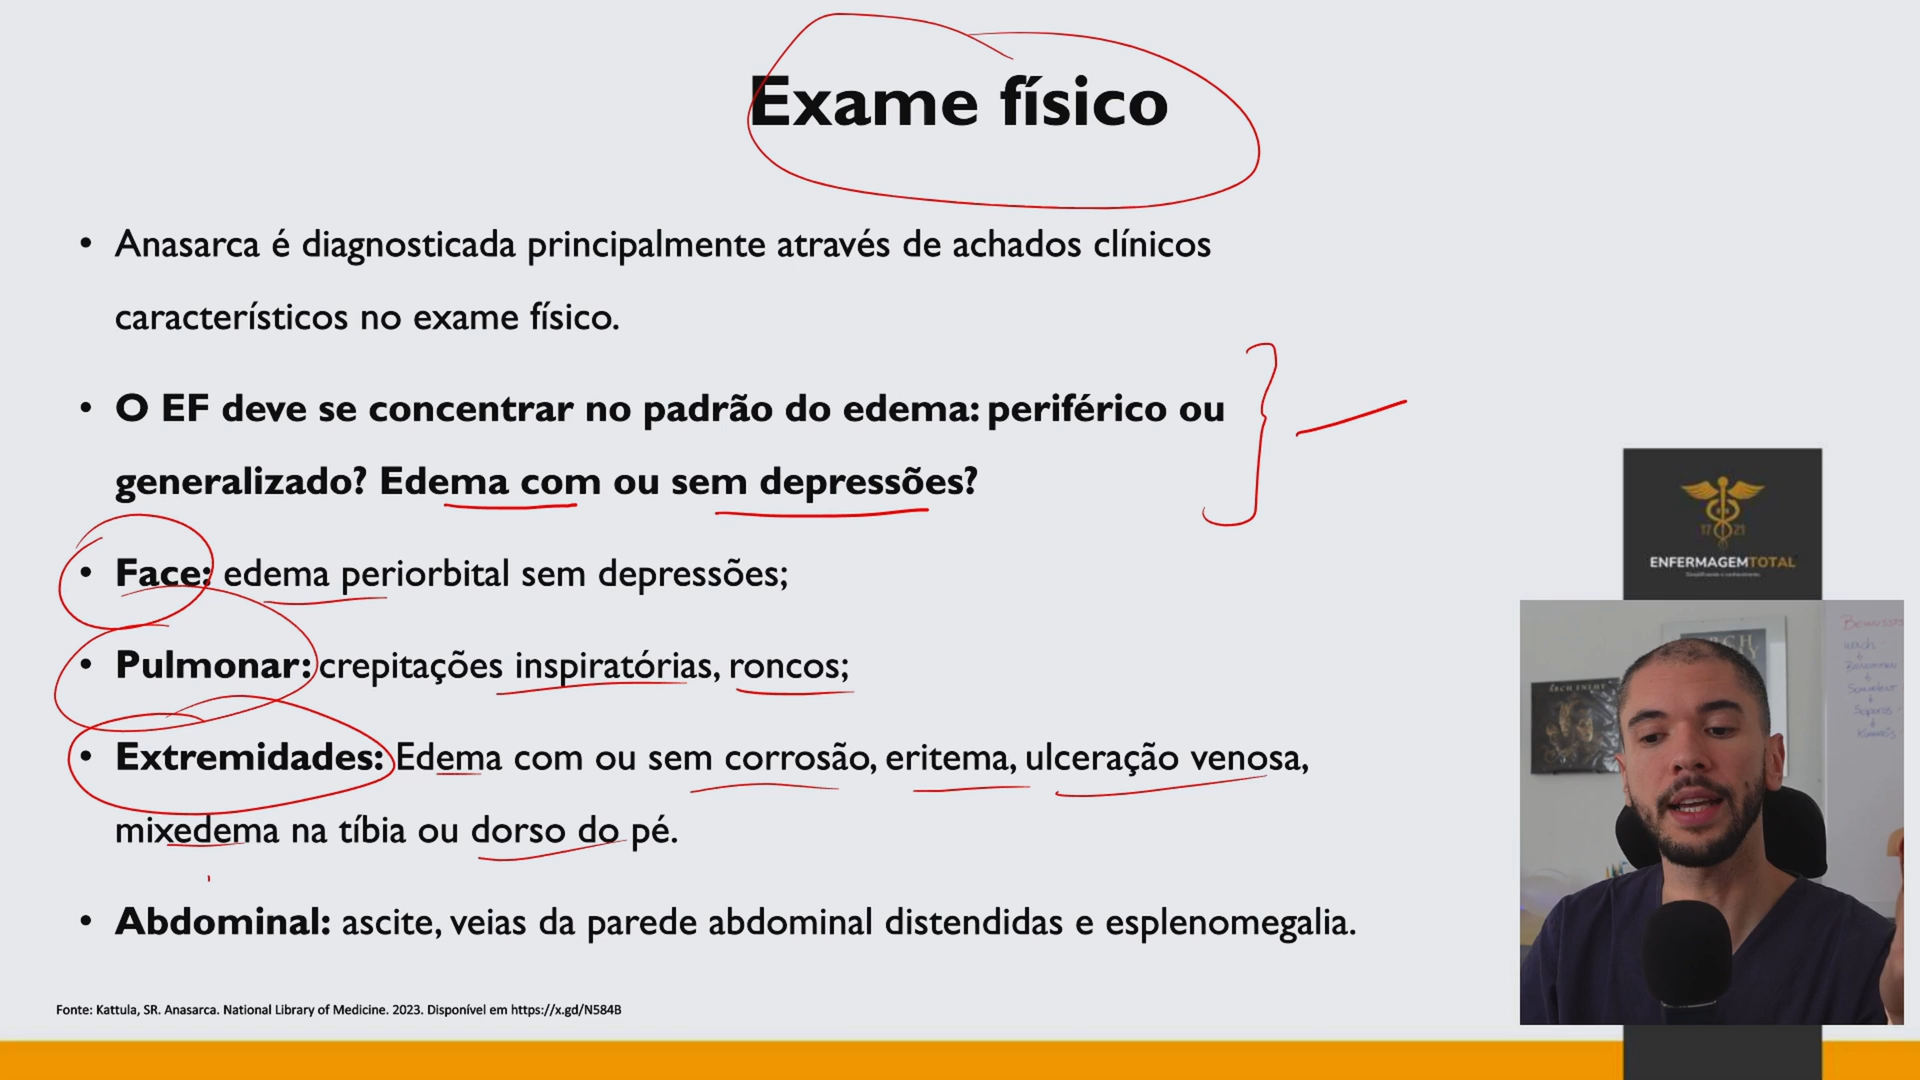 Exame físico
• Anasarca é diagnosticada principalmente através de achados clínicos
característicos no exame físico.
• O EF deve se concentrar no padrão do edema: periférico ou
generalizado? Edema com ou sem depressões?
• Face: edema periorbital sem depressões;
• Pulmonar: crepitações inspiratórias, roncos;
• Extremidades: Edema com ou sem corrosão, eritema, ulceração venosa,
mixedema na tíbia ou dorso do pé.
• Abdominal: ascite, veias da parede abdominal distendidas e esplenomegalia.
Fonte: Kattula, SR. Anasarca. National Library of Medicine. 2023. Disponível em https://x.gd/N584B
17 21
ENFERMAGEMTOTAL
ARCH ENEMY